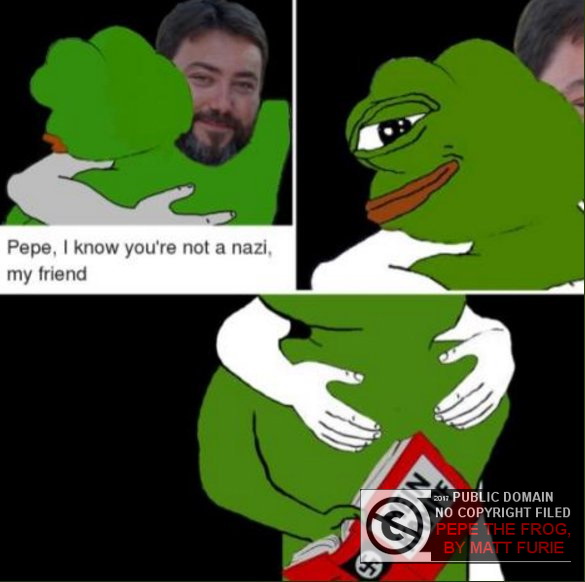 Pepe, I know you're not a nazi,
my friend
2017 PUBLIC DOMAIN
NO COPYRIGHT FILED
PEPE THE FROG,
BY MATT FURIE